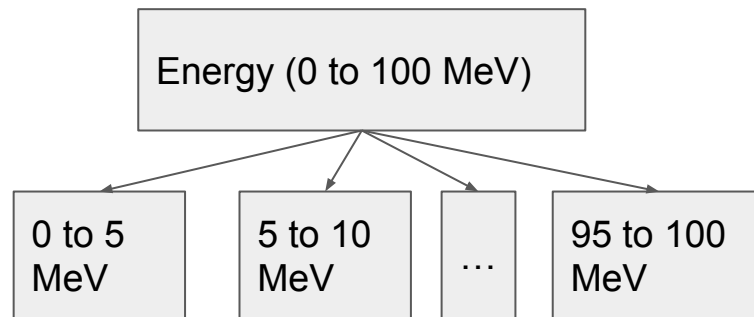 Energy (0 to 100 MeV)
0 to 5
MeV
5 to 10
MeV
…
95 to 100
MeV